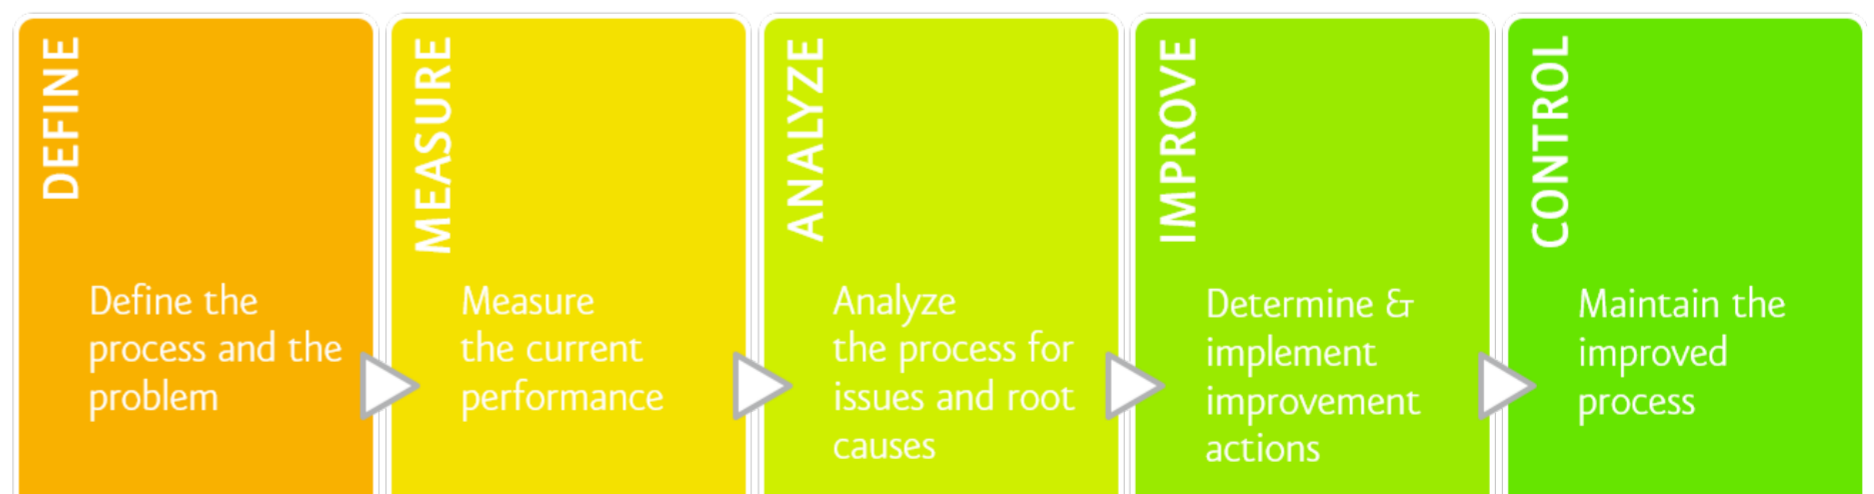 DEFINE
Define the
process and the
problem
MEASURE
Measure
the current
performance
ANALYZE
Analyze
the process for
issues and root
causes
IMPROVE
Determine &
implement
improvement
actions
CONTROL
Maintain the
improved
process